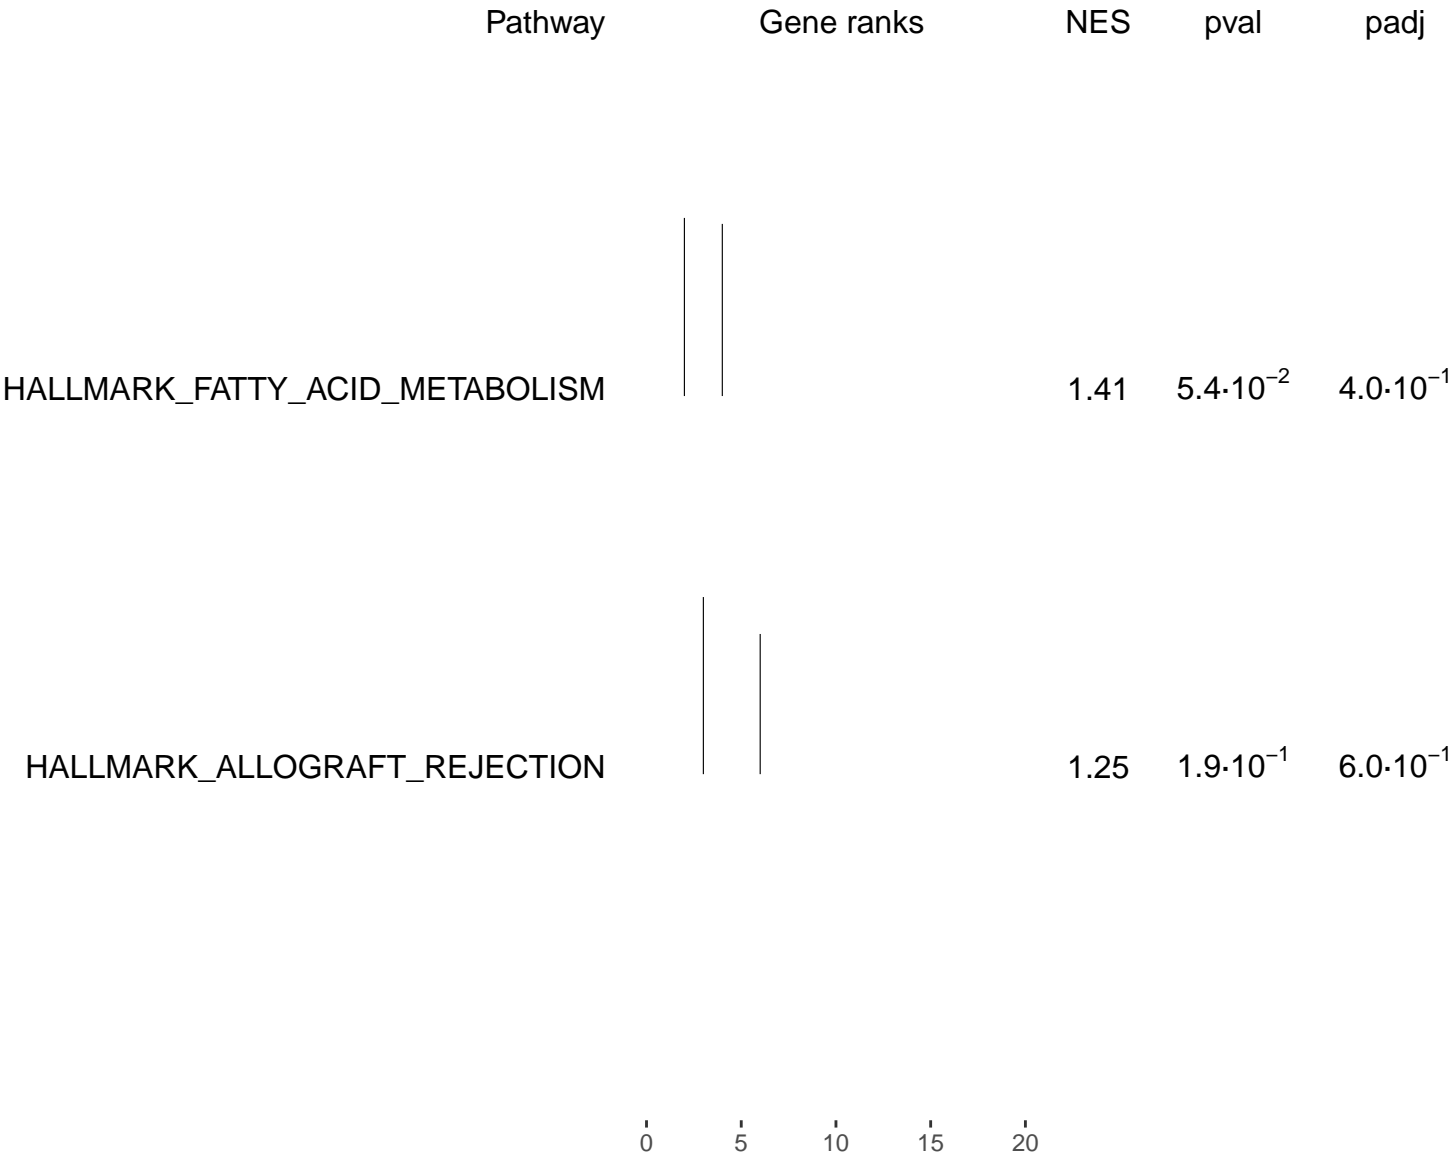 Pathway Gene ranks NES pval padj
HALLMARK_FATTY_ACID_METABOLISM 1.41 5.4·10⁻² 4.0·10⁻¹
HALLMARK_ALLOGRAFT_REJECTION 1.25 1.9·10⁻¹ 6.0·10⁻¹
0 5 10 15 20